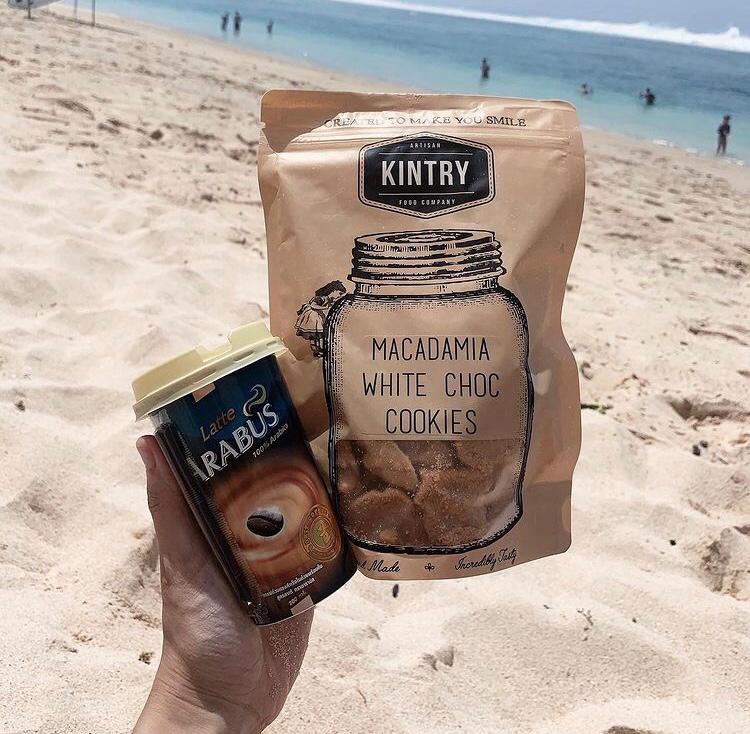 CREATED TO MAKE YOU SMILE
ARTISAN
KINTRY
FOOD COMPANY
MACADAMIA
WHITE CHOC
COOKIES
Made
Incredibly Tasty
Latte
ARABUS
100% Arabica